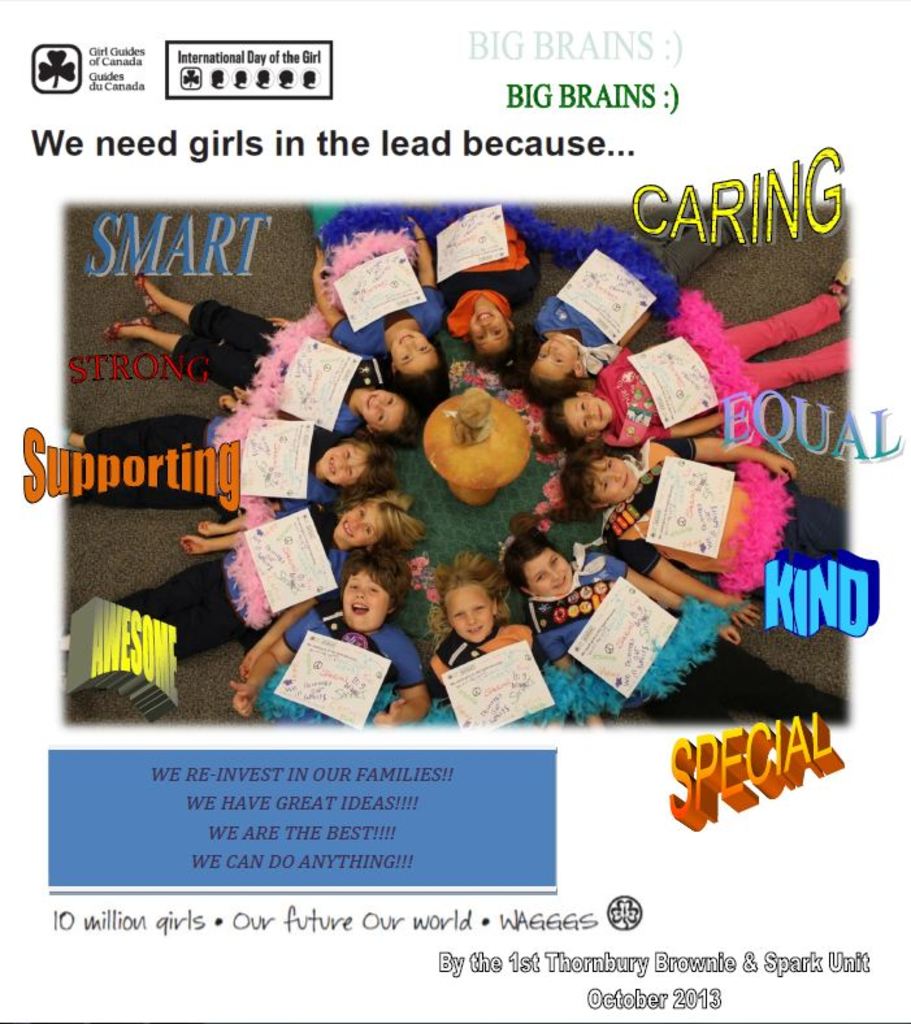 Girl Guides
of Canada
Guides
du Canada
International Day of the Girl
BIG BRAINS :)
BIG BRAINS :)
We need girls in the lead because...
CARING
SMART
STRONG
EQUAL
Supporting
KIND
AWESOME
SPECIAL
WE RE-INVEST IN OUR FAMILIES!!
WE HAVE GREAT IDEAS!!!!
WE ARE THE BEST!!!!
WE CAN DO ANYTHING!!!
10 million girls • Our future Our world • WAGGGS
By the 1st Thornbury Brownie & Spark Unit
October 2013